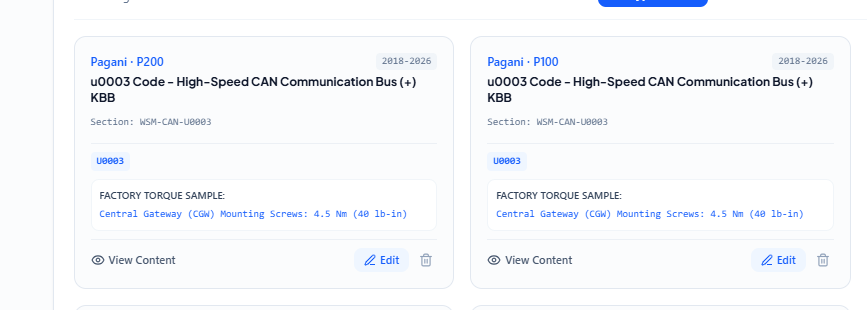 Pagani · P200
2018-2026
u0003 Code – High-Speed CAN Communication Bus (+)
KBB
Section: WSM-CAN-U0003
U0003
FACTORY TORQUE SAMPLE:
Central Gateway (CGW) Mounting Screws: 4.5 Nm (40 lb-in)
View Content
Edit
Pagani · P100
2018-2026
u0003 Code – High-Speed CAN Communication Bus (+)
KBB
Section: WSM-CAN-U0003
U0003
FACTORY TORQUE SAMPLE:
Central Gateway (CGW) Mounting Screws: 4.5 Nm (40 lb-in)
View Content
Edit